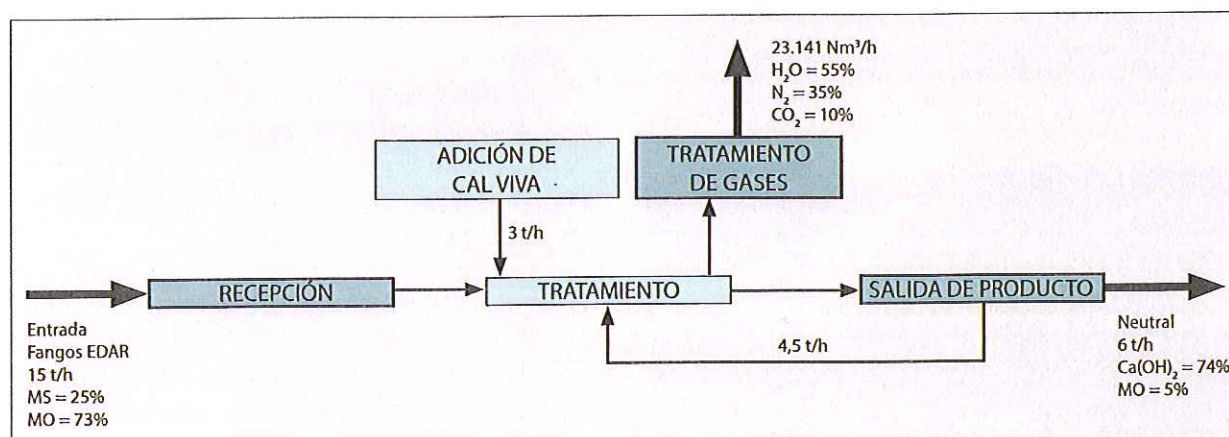 23.141 Nm³/h
H₂O = 55%
N₂ = 35%
CO₂ = 10%
ADICIÓN DE
CAL VIVA
TRATAMIENTO
DE GASES
3 t/h
RECEPCIÓN
TRATAMIENTO
SALIDA DE PRODUCTO
Entrada
Fangos EDAR
15 t/h
MS = 25%
MO = 73%
4,5 t/h
Neutral
6 t/h
Ca(OH)₂ = 74%
MO = 5%